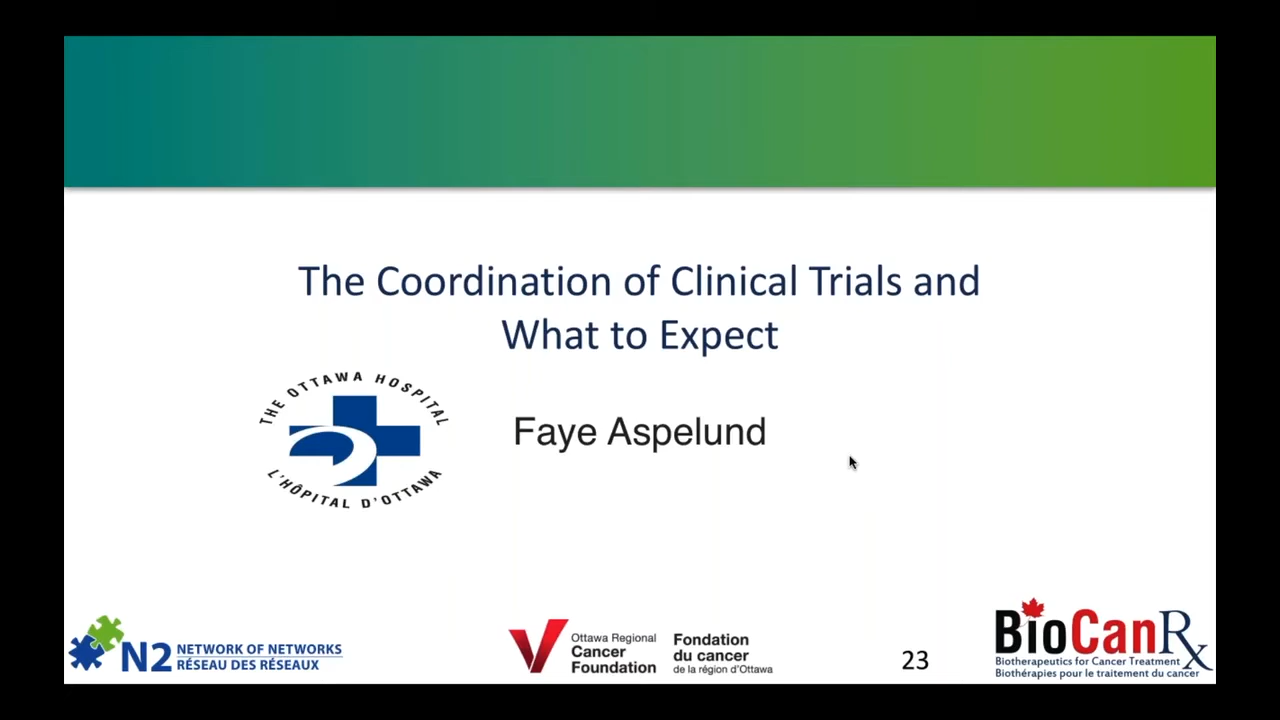 The Coordination of Clinical Trials and
What to Expect
THE OTTAWA HOSPITAL
L'HÔPITAL D'OTTAWA
Faye Aspelund
N2 NETWORK OF NETWORKS
RÉSEAU DES RÉSEAUX
Ottawa Regional
Cancer
Foundation
Fondation
du cancer
de la région d'Ottawa
23
BioCanRx
Biotherapeutics for Cancer Treatment
Biothérapies pour le traitement du cancer